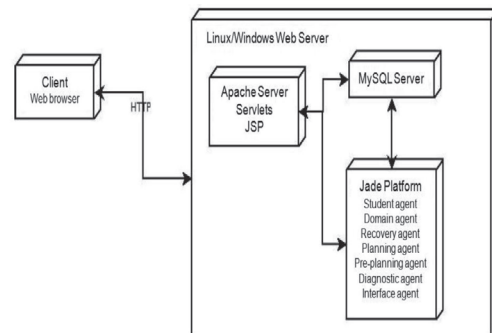 Linux/Windows Web Server
Client
Web browser
HTTP
Apache Server
Servlets
JSP
MySQL Server
Jade Platform
Student agent
Domain agent
Recovery agent
Planning agent
Pre-planning agent
Diagnostic agent
Interface agent